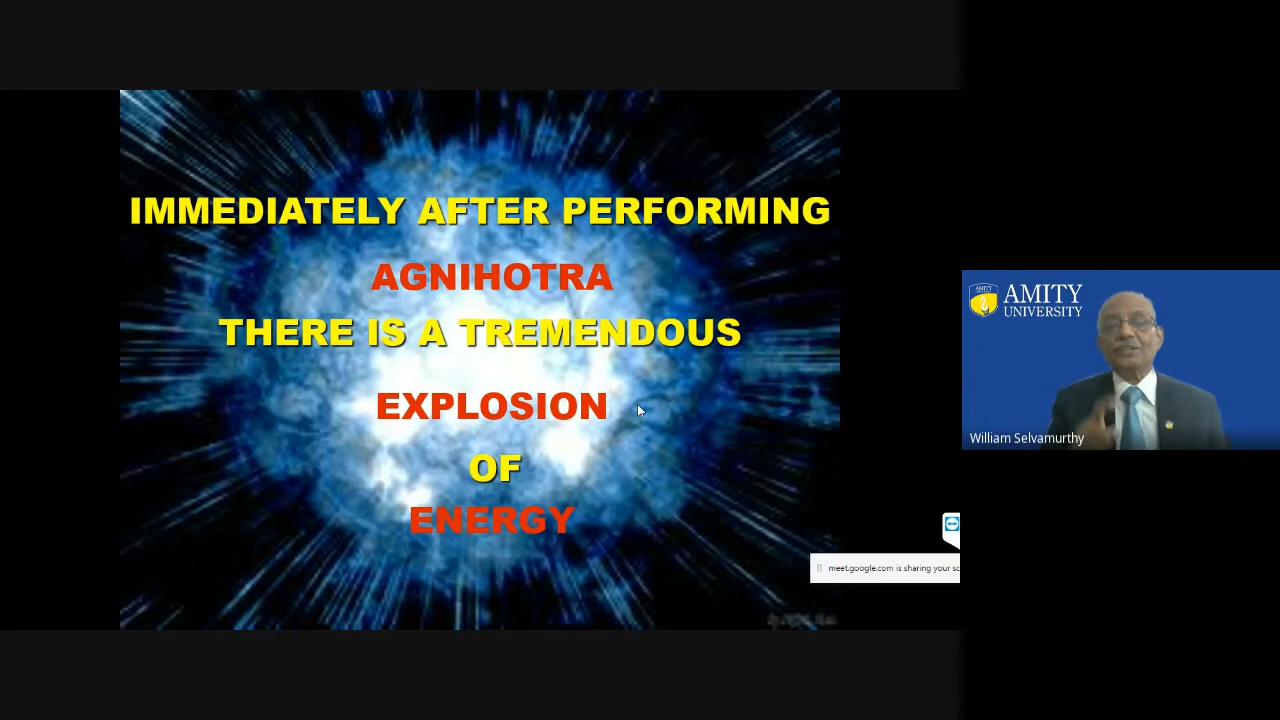 IMMEDIATELY AFTER PERFORMING
AGNIHOTRA
THERE IS A TREMENDOUS
EXPLOSION
OF
ENERGY
AMITY
AMITY
UNIVERSITY
William Selvamurthy
meet.google.com is sharing your sc